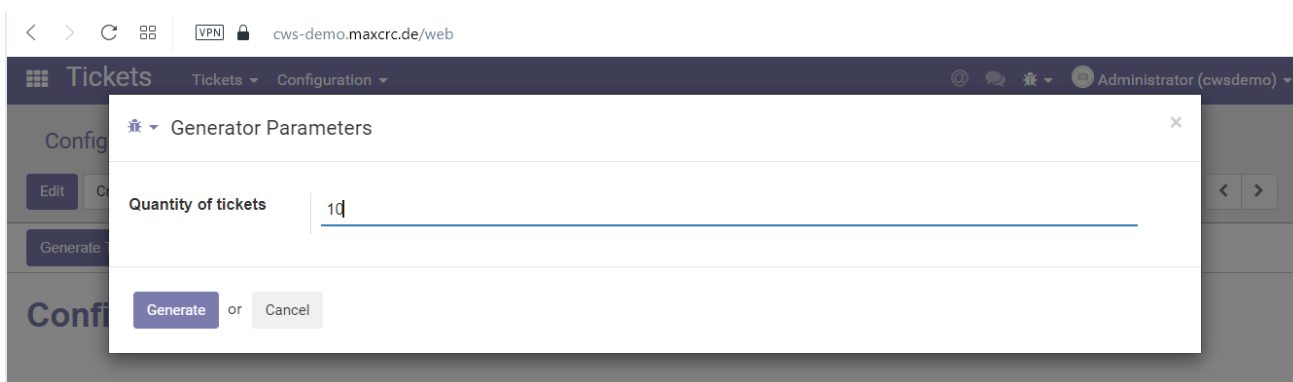 VPN cws-demo.maxcrc.de/web
Tickets Tickets Configuration @ Administrator (cwsdemo)
Generator Parameters ×
Config
Edit Cr
Quantity of tickets 10
Generate T
Generate or Cancel
Confi